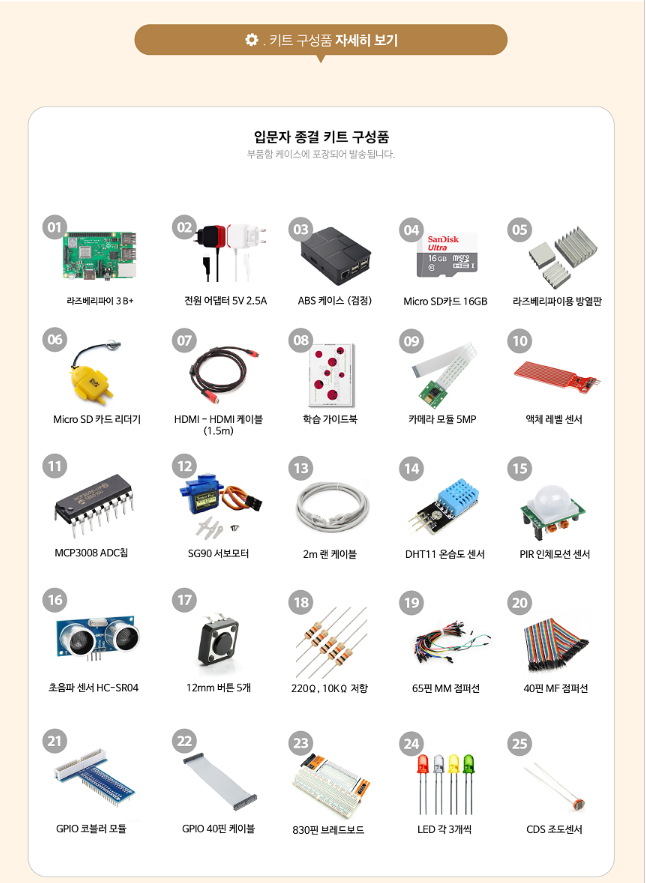 . 키트 구성품 자세히 보기
입문자 종결 키트 구성품
부품함 케이스에 포장되어 발송됩니다.
01
02
03
04
05
SanDisk
Ultra
16 GB
micro
라즈베리파이 3 B+
전원 어댑터 5V 2.5A
ABS 케이스 (검정)
Micro SD카드 16GB
라즈베리파이용 방열판
06
07
08
09
10
Micro SD 카드 리더기
HDMI - HDMI 케이블
(1.5m)
학습 가이드북
카메라 모듈 5MP
액체 레벨 센서
11
12
13
14
15
MCP3008 ADC칩
SG90 서보모터
2m 랜 케이블
DHT11 온습도 센서
PIR 인체모션 센서
16
17
18
19
20
초음파 센서 HC-SR04
12mm 버튼 5개
220Ω, 10KΩ 저항
65핀 MM 점퍼선
40핀 MF 점퍼선
21
22
23
24
25
GPIO 코블러 모듈
GPIO 40핀 케이블
830핀 브레드보드
LED 각 3개씩
CDS 조도센서